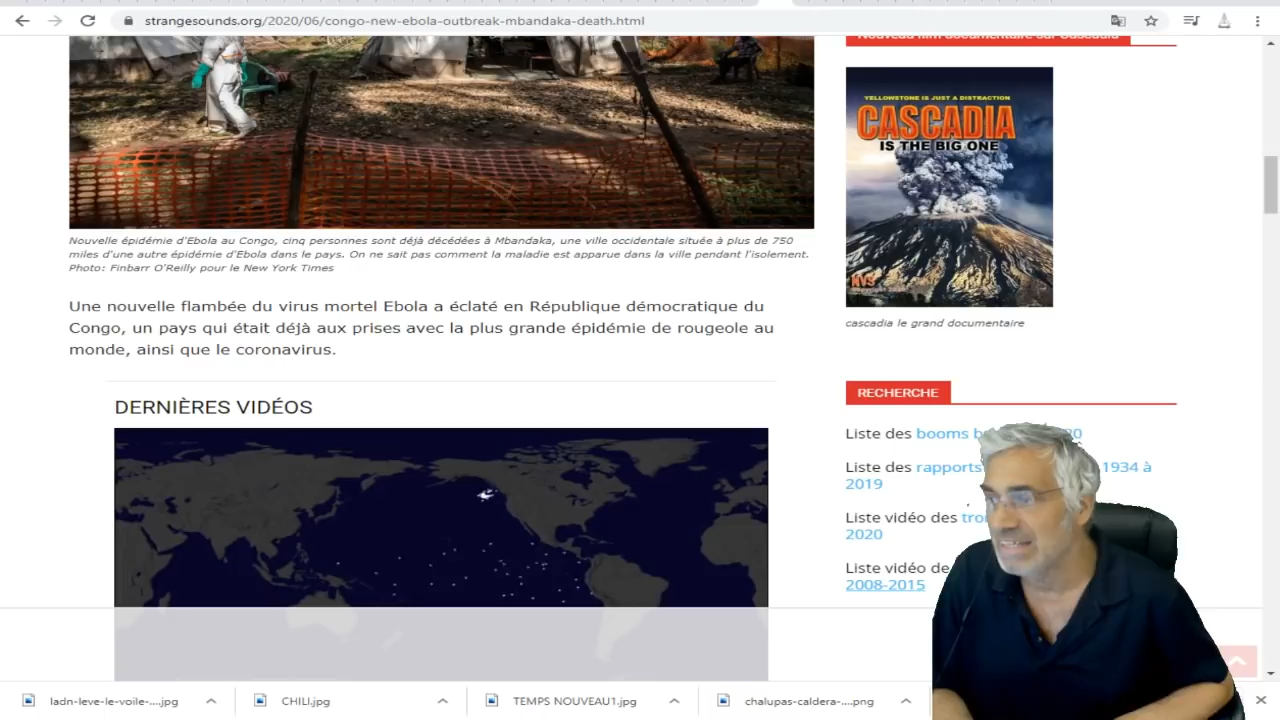 strangesounds.org/2020/06/congo-new-ebola-outbreak-mbandaka-death.html
Nouveau film documentaire sur Cascadia
YELLOWSTONE IS JUST A DISTRACTION
CASCADIA
IS THE BIG ONE
cascadia le grand documentaire
Nouvelle épidémie d'Ebola au Congo, cinq personnes sont déjà décédées à Mbandaka, une ville occidentale située à plus de 750
miles d'une autre épidémie d'Ebola dans le pays. On ne sait pas comment la maladie est apparue dans la ville pendant l'isolement.
Photo: Finbarr O'Reilly pour le New York Times
Une nouvelle flambée du virus mortel Ebola a éclaté en République démocratique du
Congo, un pays qui était déjà aux prises avec la plus grande épidémie de rougeole au
monde, ainsi que le coronavirus.
DERNIÈRES VIDÉOS
RECHERCHE
Liste des booms
Liste des rapports 1934 à
2019
Liste vidéo des
2020
Liste vidéo de
2008-2015
ladn-leve-le-voile-....jpg
CHILI.jpg
TEMPS NOUVEAU1.jpg
chalupas-caldera-....png